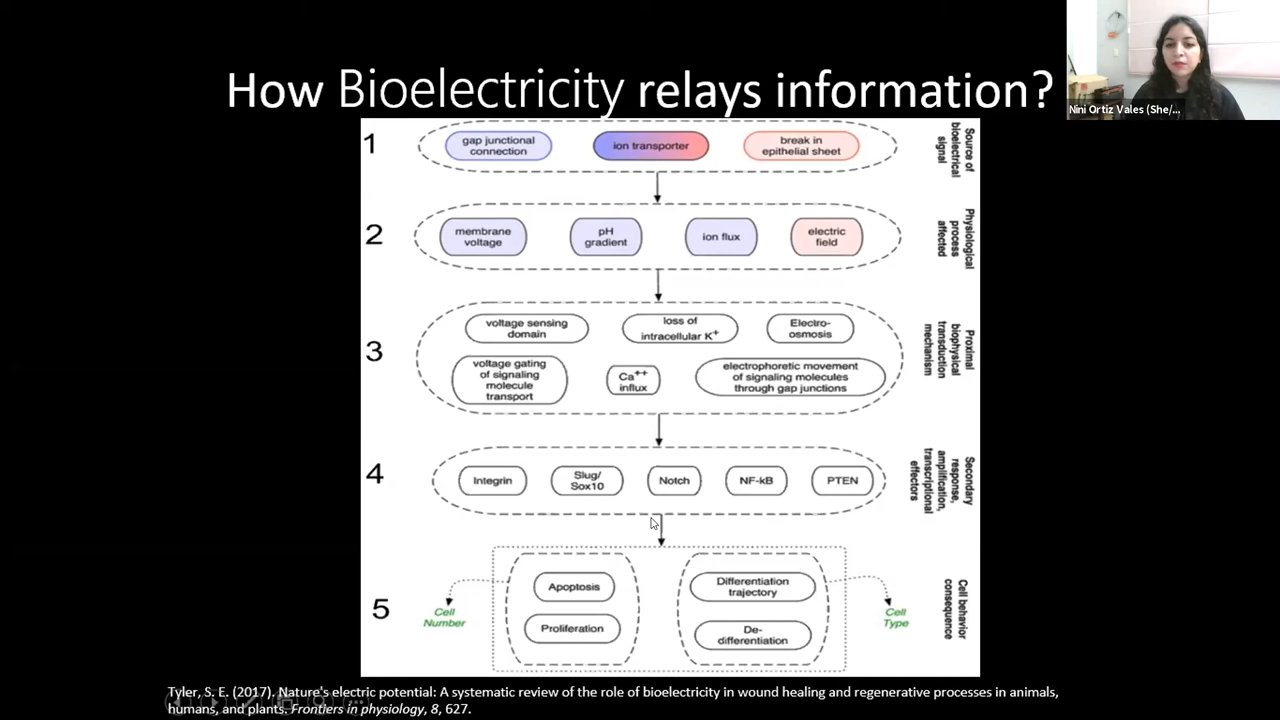 How Bioelectricity relays information?
Nini Ortiz Vales (She/...
1
gap junctional
connection
ion transporter
break in
epithelial sheet
Source of
bioelectrical
signal
2
membrane
voltage
pH
gradient
ion flux
electric
field
Physiological
process
affected
3
voltage sensing
domain
loss of
intracellular K+
Electro-
osmosis
voltage gating
of signaling
molecule
transport
Ca++
influx
electrophoretic movement
of signaling molecules
through gap junctions
Proximal
biophysical
transduction
mechanism
4
Integrin
Slug/
Sox10
Notch
NF-kB
PTEN
Secondary
response,
amplification,
transcriptional
effectors
5
Cell
Number
Apoptosis
Proliferation
Differentiation
trajectory
De-
differentiation
Cell
Type
Cell behavior
consequence
Tyler, S. E. (2017). Nature's electric potential: A systematic review of the role of bioelectricity in wound healing and regenerative processes in animals,
humans, and plants. Frontiers in physiology, 8, 627.